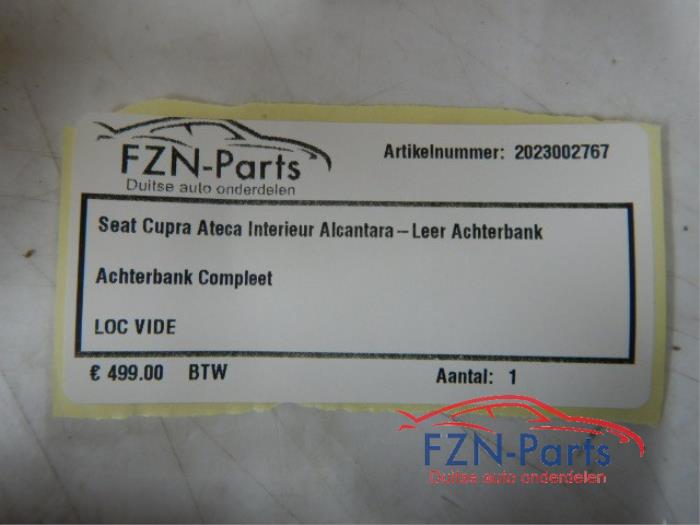 FZN-Parts
Duitse auto onderdelen
Artikelnummer: 2023002767
Seat Cupra Ateca Interieur Alcantara – Leer Achterbank
Achterbank Compleet
LOC VIDE
€ 499.00 BTW
Aantal: 1
FZN-Parts
Duitse auto onderdelen